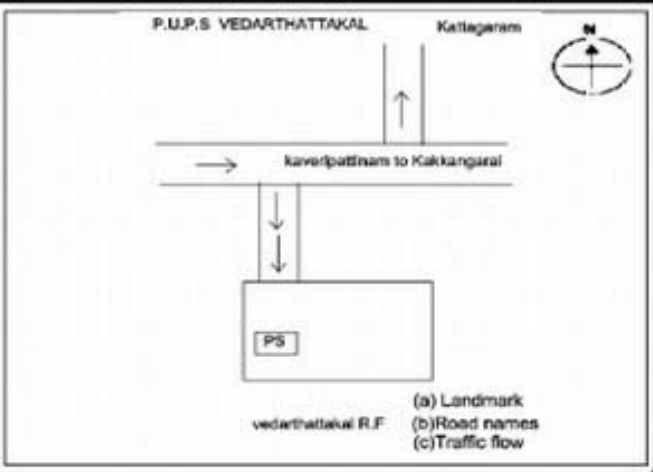 P.U.P.S VEDARTHATTAKAL
Kattagaram
N
kaveripattinam to Kakkangarai
PS
(a) Landmark
vedarthattakal R.F
(b)Road names
(c)Traffic flow